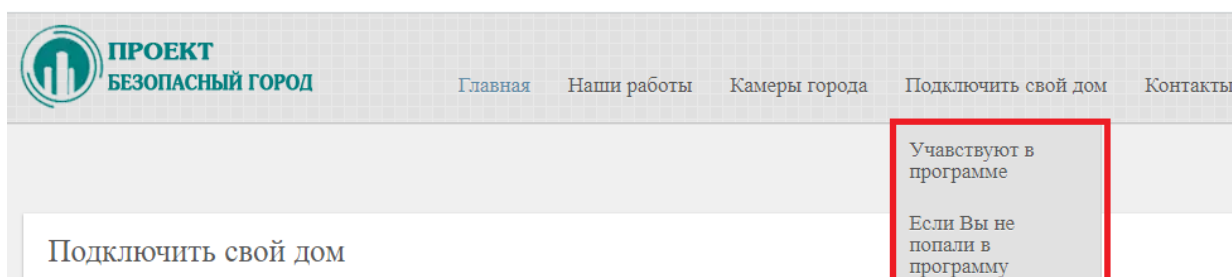 ПРОЕКТ
БЕЗОПАСНЫЙ ГОРОД
Главная Наши работы Камеры города Подключить свой дом Контакты
Учавствуют в
программе
Если Вы не
попали в
программу
Подключить свой дом